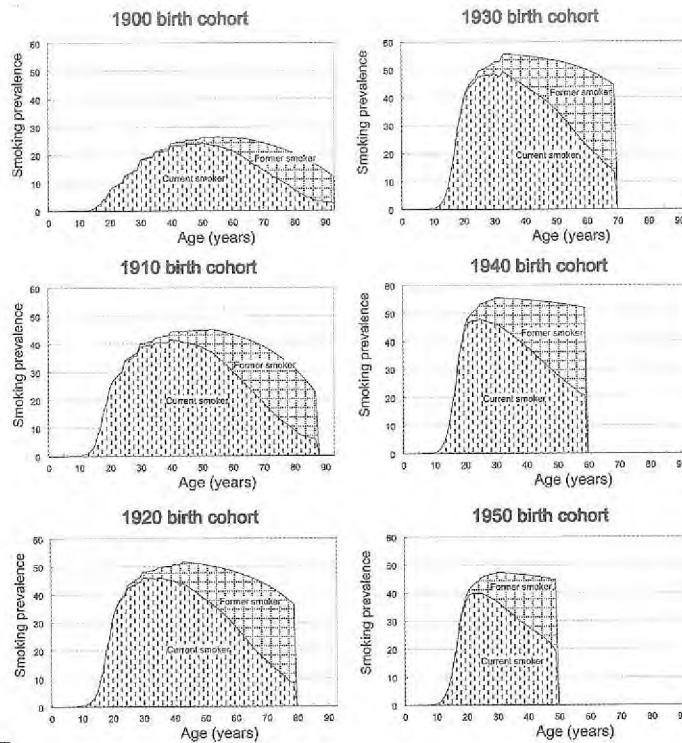 1900 birth cohort
Smoking prevalence
60
50
40
30
20
10
0
Former smoker
Current smoker
0 10 20 30 40 50 60 70 80 90
Age (years)
1930 birth cohort
Smoking prevalence
60
50
40
30
20
10
0
Former smoker
Current smoker
0 10 20 30 40 50 60 70 80 90
Age (years)
1910 birth cohort
Smoking prevalence
60
50
40
30
20
10
0
Former smoker
Current smoker
0 10 20 30 40 50 60 70 80 90
Age (years)
1940 birth cohort
Smoking prevalence
60
50
40
30
20
10
0
Former smoker
Current smoker
0 10 20 30 40 50 60 70 80 90
Age (years)
1920 birth cohort
Smoking prevalence
60
50
40
30
20
10
0
Former smoker
Current smoker
0 10 20 30 40 50 60 70 80 90
Age (years)
1950 birth cohort
Smoking prevalence
60
50
40
30
20
10
0
Former smoker
Current smoker
0 10 20 30 40 50 60 70 80 90
Age (years)